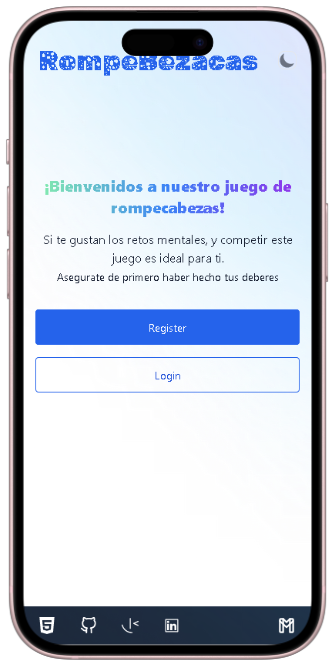 RompeBezacas
¡Bienvenidos a nuestro juego de
rompecabezas!
Si te gustan los retos mentales, y competir este
juego es ideal para ti.
Asegurate de primero haber hecho tus deberes
Register
Login